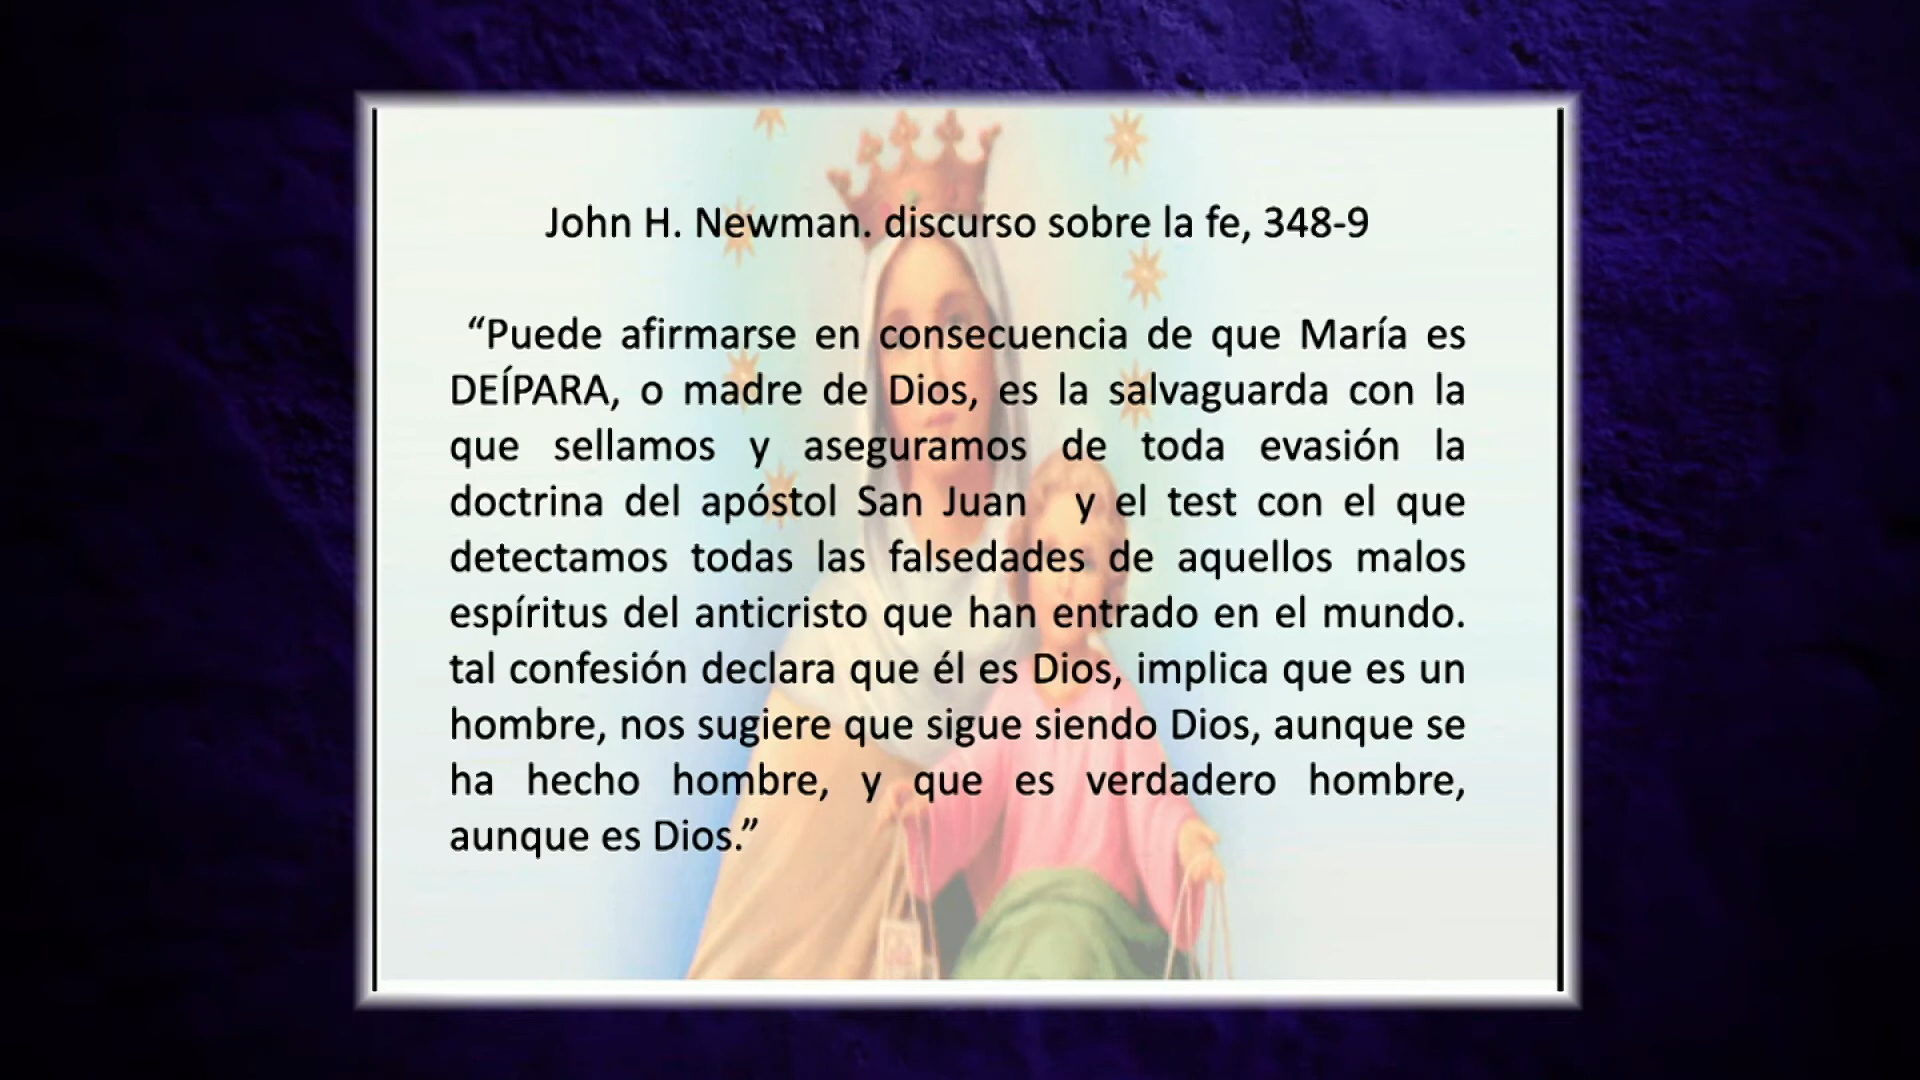 John H. Newman. discurso sobre la fe, 348-9
“Puede afirmarse en consecuencia de que María es
DEÍPARA, o madre de Dios, es la salvaguarda con la
que sellamos y aseguramos de toda evasión la
doctrina del apóstol San Juan y el test con el que
detectamos todas las falsedades de aquellos malos
espíritus del anticristo que han entrado en el mundo.
tal confesión declara que él es Dios, implica que es un
hombre, nos sugiere que sigue siendo Dios, aunque se
ha hecho hombre, y que es verdadero hombre,
aunque es Dios.”